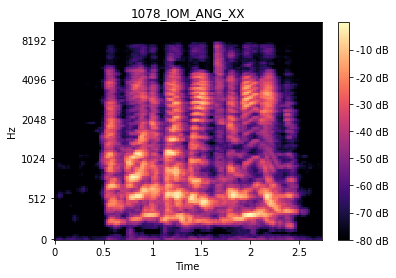 1078_IOM_ANG_XX
8192
4096
2048
1024
512
0
Hz
0
0.5
1
1.5
2
2.5
Time
-10 dB
-20 dB
-30 dB
-40 dB
-50 dB
-60 dB
-70 dB
-80 dB